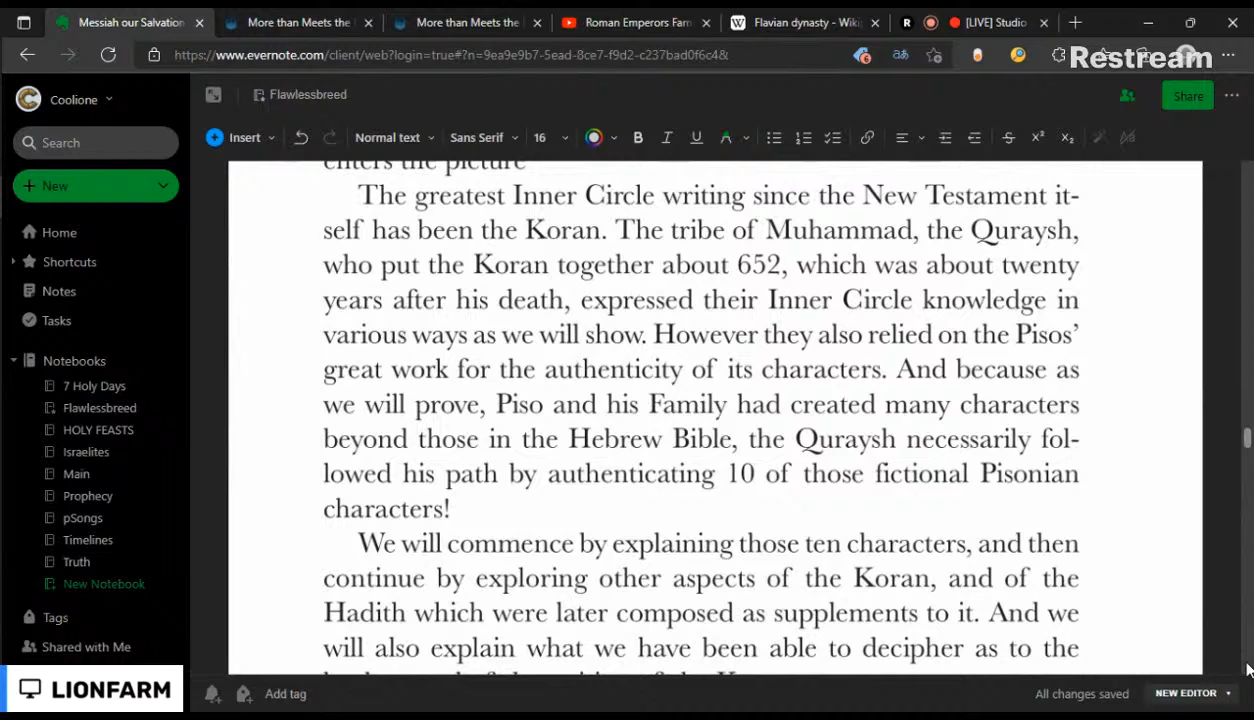 Messiah our Salvation
More than Meets the
More than Meets the
Roman Emperors Fam
Flavian dynasty - Wiki
[LIVE] Studio
https://www.evernote.com/client/web?login=true#?n=9ea9e9b7-5ead-8ce7-f9d2-c237bad0f6c4&
Restream
Coolione
Flawlessbreed
Share
Search
Insert
Normal text
Sans Serif
16
New
enters the picture
The greatest Inner Circle writing since the New Testament it-
self has been the Koran. The tribe of Muhammad, the Quraysh,
who put the Koran together about 652, which was about twenty
years after his death, expressed their Inner Circle knowledge in
various ways as we will show. However they also relied on the Pisos’
great work for the authenticity of its characters. And because as
we will prove, Piso and his Family had created many characters
beyond those in the Hebrew Bible, the Quraysh necessarily fol-
lowed his path by authenticating 10 of those fictional Pisonian
characters!
We will commence by explaining those ten characters, and then
continue by exploring other aspects of the Koran, and of the
Hadith which were later composed as supplements to it. And we
will also explain what we have been able to decipher as to the
Home
Shortcuts
Notes
Tasks
Notebooks
7 Holy Days
Flawlessbreed
HOLY FEASTS
Israelites
Main
Prophecy
pSongs
Timelines
Truth
New Notebook
Tags
Shared with Me
LIONFARM
Add tag
All changes saved
NEW EDITOR